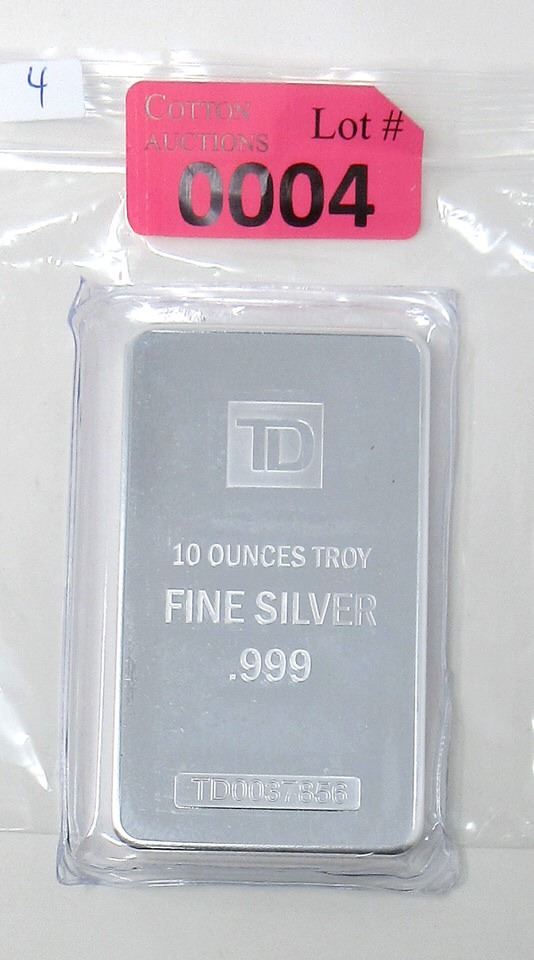 4
COTTON
AUCTIONS
Lot #
0004
TD
10 OUNCES TROY
FINE SILVER
.999
TD0037856